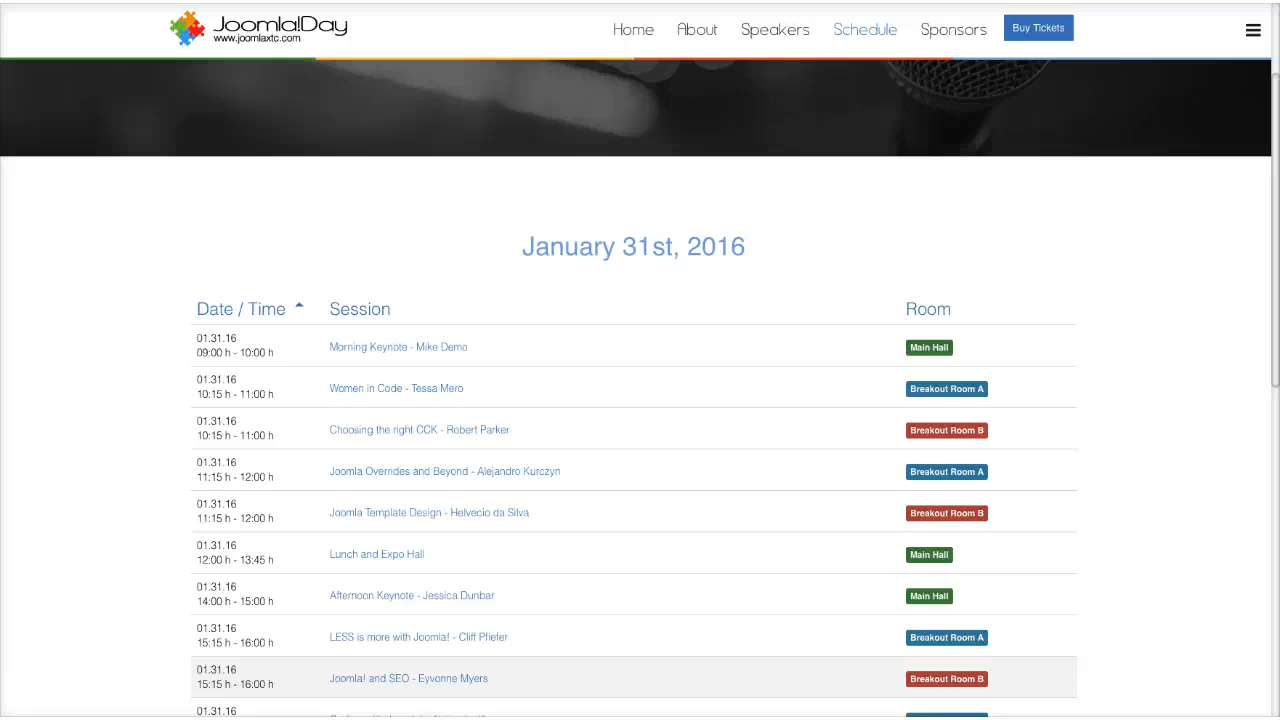 Joomla!Day
www.joomlaxtc.com
Home About Speakers Schedule Sponsors Buy Tickets
January 31st, 2016
Date / Time Session Room
01.31.16
09:00 h - 10:00 h Morning Keynote - Mike Demo Main Hall
01.31.16
10:15 h - 11:00 h Women in Code - Tessa Mero Breakout Room A
01.31.16
10:15 h - 11:00 h Choosing the right CCK - Robert Parker Breakout Room B
01.31.16
11:15 h - 12:00 h Joomla Overrides and Beyond - Alejandro Kurczyn Breakout Room A
01.31.16
11:15 h - 12:00 h Joomla Template Design - Helvecio da Silva Breakout Room B
01.31.16
12:00 h - 13:45 h Lunch and Expo Hall Main Hall
01.31.16
14:00 h - 15:00 h Afternoon Keynote - Jessica Dunbar Main Hall
01.31.16
15:15 h - 16:00 h LESS is more with Joomla! - Cliff Pfieter Breakout Room A
01.31.16
15:15 h - 16:00 h Joomla! and SEO - Eyvonne Myers Breakout Room B
01.31.16